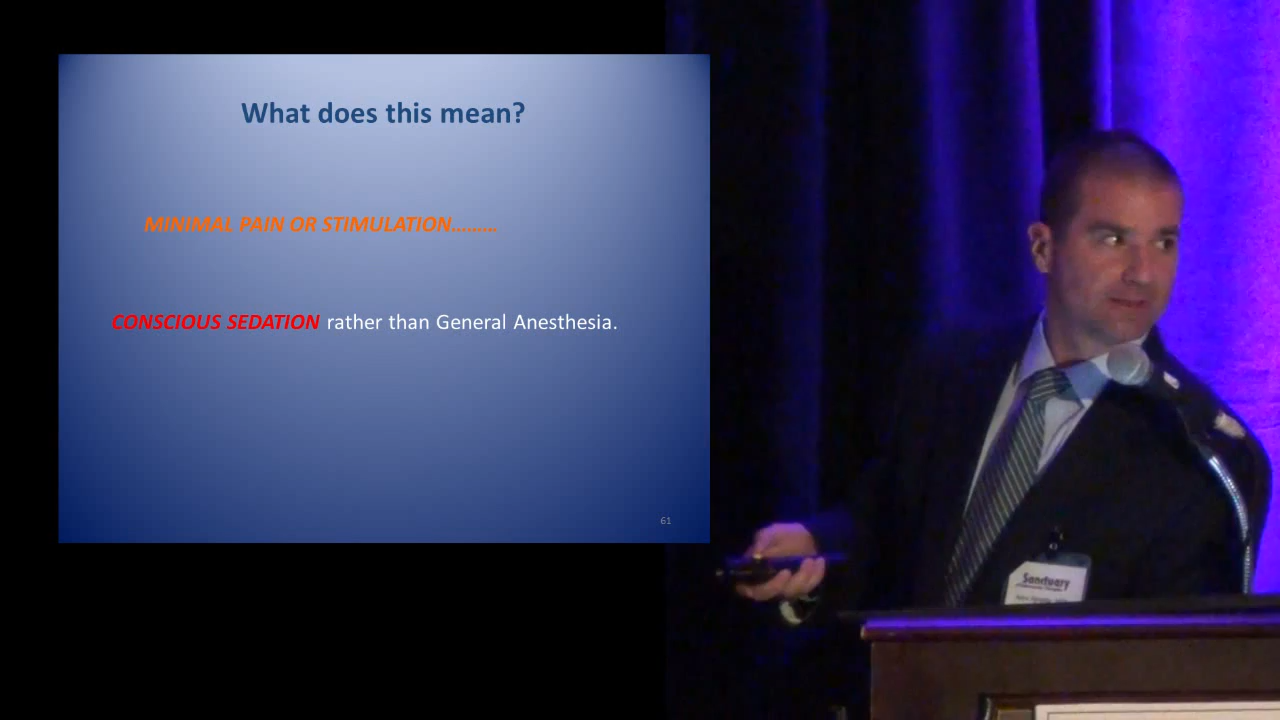 What does this mean?
MINIMAL PAIN OR STIMULATION.........
CONSCIOUS SEDATION rather than General Anesthesia.
61
Sanctuary